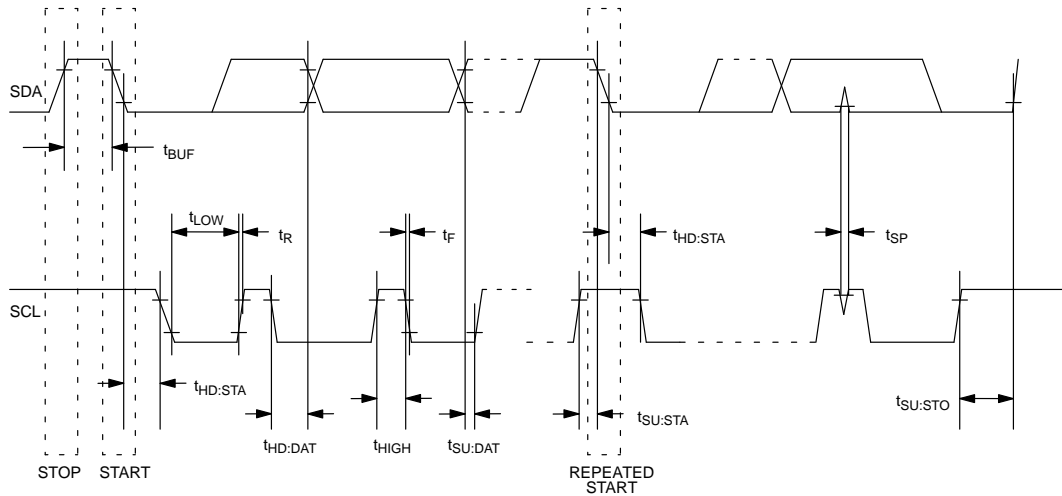 SDA
tBUF
tLOW
tR
tF
tHD:STA
tSP
SCL
tHD:STA
tHD:DAT
tHIGH
tSU:DAT
tSU:STA
tSU:STO
STOP
START
REPEATED
START